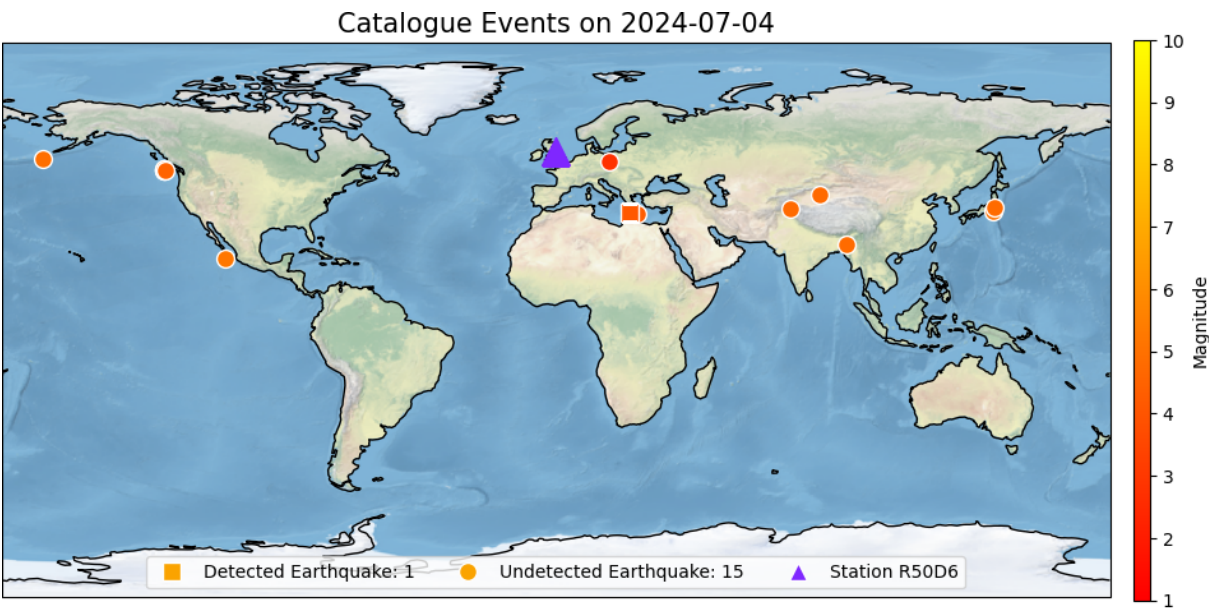 Catalogue Events on 2024-07-04
10
9
8
7
6
5
4
3
2
1
Magnitude
Detected Earthquake: 1
Undetected Earthquake: 15
Station R50D6